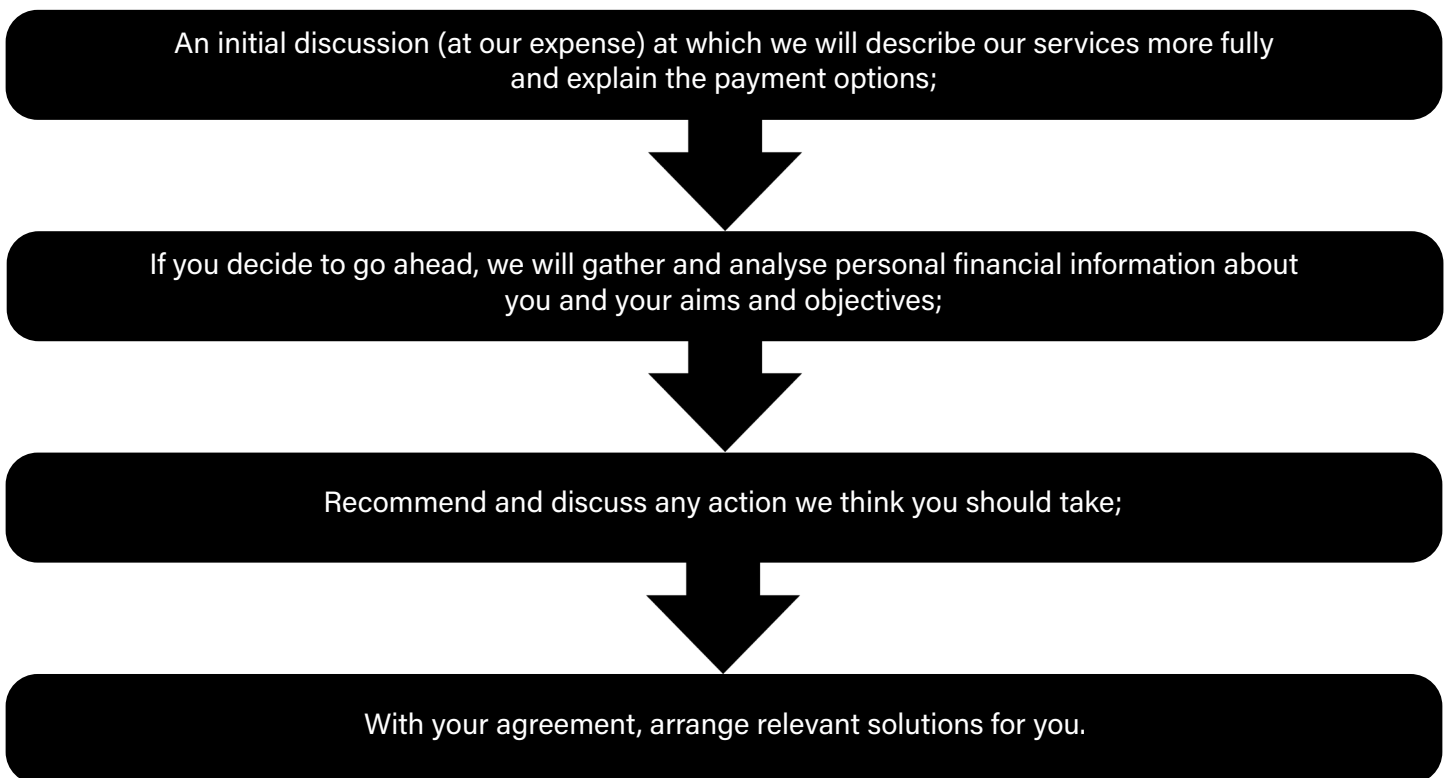 An initial discussion (at our expense) at which we will describe our services more fully
and explain the payment options;
If you decide to go ahead, we will gather and analyse personal financial information about
you and your aims and objectives;
Recommend and discuss any action we think you should take;
With your agreement, arrange relevant solutions for you.